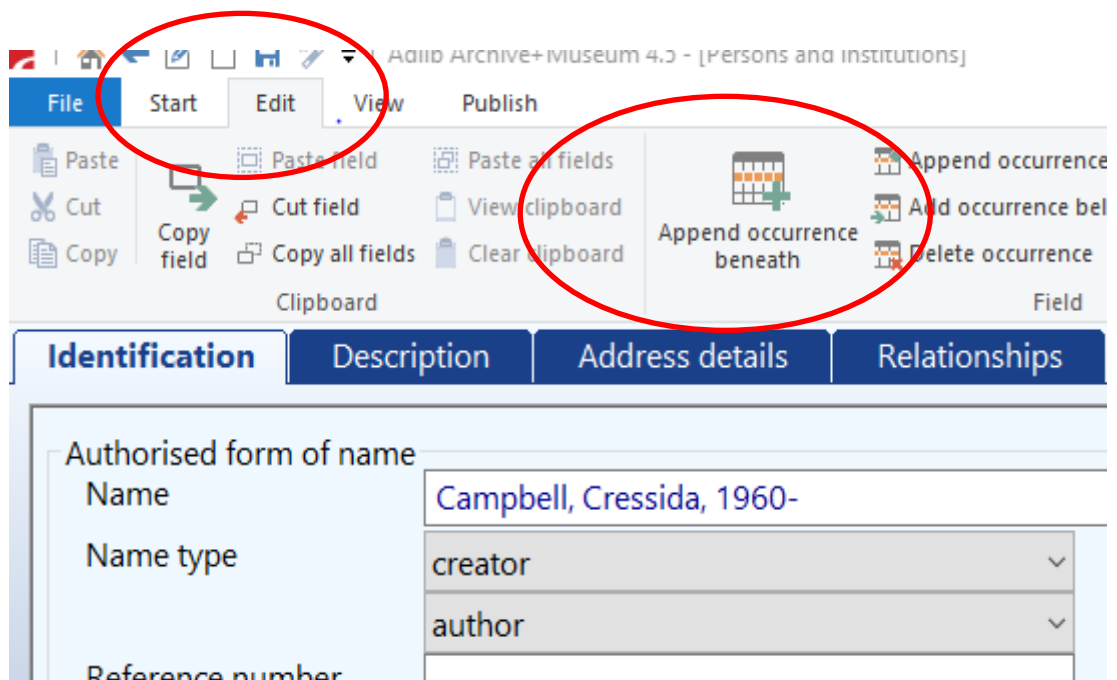 Adlib Archive+Museum 4.5 - [Persons and Institutions]
File Start Edit View Publish
Paste Paste field Paste all fields Append occurrence
Cut Cut field View clipboard Add occurrence bel
Copy Copy field Copy all fields Clear clipboard Append occurrence beneath Delete occurrence
Clipboard Field
Identification Description Address details Relationships
Authorised form of name
Name Campbell, Cressida, 1960-
Name type creator
author
Reference number